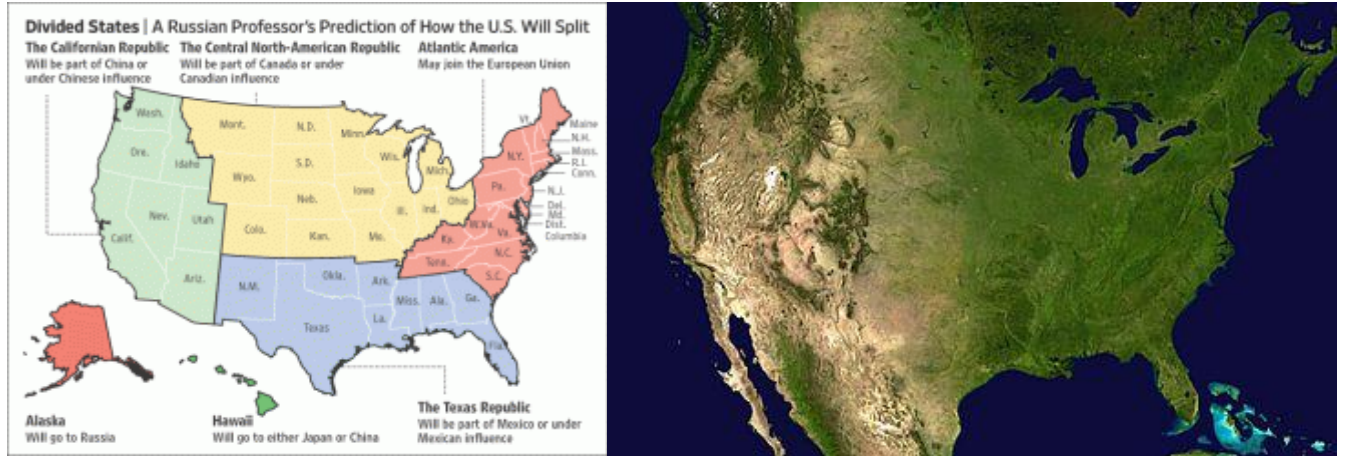 Divided States | A Russian Professor's Prediction of How the U.S. Will Split
The Californian Republic
Will be part of China or
under Chinese influence
The Central North-American Republic
Will be part of Canada or under
Canadian influence
Atlantic America
May join the European Union
Wash.
Ore.
Idaho
Nev.
Utah
Calif.
Ariz.
Mont.
N.D.
Minn.
S.D.
Wis.
Wyo.
Mich.
Neb.
Iowa
Ill.
Ind.
Ohio
Colo.
Kan.
Mo.
Vt.
Maine
N.H.
Mass.
R.I.
Conn.
N.Y.
Pa.
N.J.
Del.
Md.
Dist.
Columbia
W.Va.
Va.
Ky.
Tenn.
N.C.
S.C.
N.M.
Okla.
Ark.
Texas
La.
Miss.
Ala.
Ga.
Fla.
Alaska
Will go to Russia
Hawaii
Will go to either Japan or China
The Texas Republic
Will be part of Mexico or under
Mexican influence